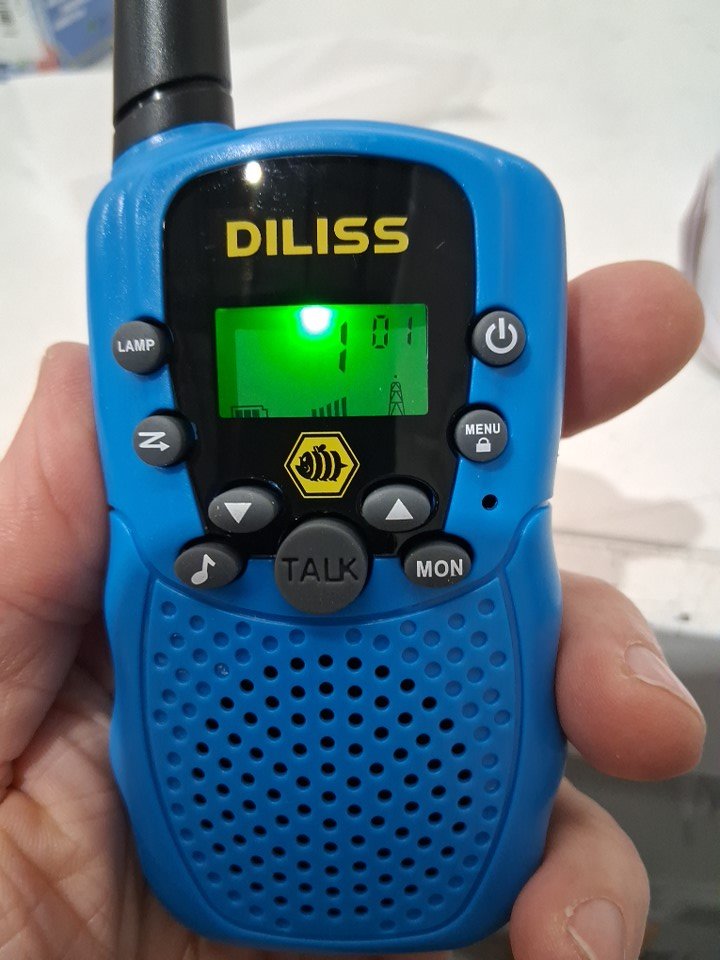 DILISS
LAMP
1 01
MENU
TALK
MON